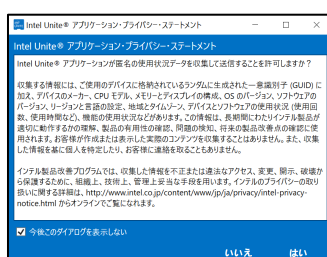 Intel Unite® アプリケーション・プライバシー・ステートメント
Intel Unite® アプリケーション・プライバシー・ステートメント
Intel Unite® アプリケーションが匿名の使用状況データを収集して送信することを許可しますか?
収集する情報には、ご使用のデバイスに格納されているランダムに生成された一意識別子 (GUID) に
加え、デバイスのメーカー、CPU モデル、メモリーとディスプレイの構成、OS のバージョン、ソフトウェアの
バージョン、リージョンと言語の設定、地域とタイムゾーン、デバイスとソフトウェアの使用状況 (使用回
数、使用時間など)、機能の使用状況などがあります。この情報は、長期間にわたりインテル製品が
適切に動作するかの理解、製品の有用性の確認、問題の検知、将来の製品改善点の確認に使
用されます。お客様が作成または表示した実際のコンテンツを収集することはありません。また、収集
した情報を基に個人を特定したり、お客様に連絡を取ることもありません。
インテル製品改善プログラムでは、収集した情報を不正または違法なアクセス、変更、開示、破壊か
ら保護するために、組織上、技術上、管理上妥当な手段を用います。インテルのプライバシーの取り
扱いに関する詳細は、http://www.intel.co.jp/content/www/jp/ja/privacy/intel-privacy-
notice.html からオンラインでご覧になれます。
今後このダイアログを表示しない
いいえ はい